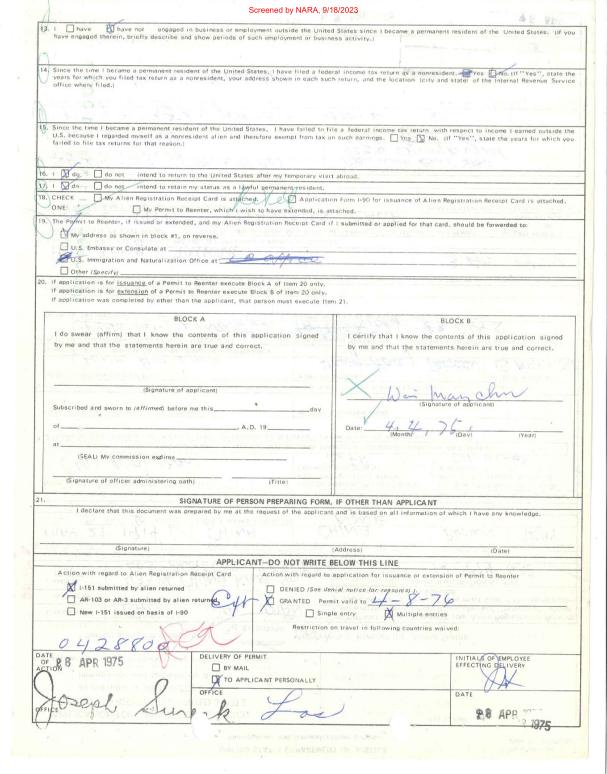 Screened by NARA, 9/18/2023
13. I ☐ have ☒ have not engaged in business or employment outside the United States since I became a permanent resident of the United States. (If you
have engaged therein, briefly describe and show periods of such employment or business activity.)
14. Since the time I became a permanent resident of the United States, I have filed a federal income tax return as a nonresident. Yes ☐ No. (If "Yes", state the
years for which you filed tax return as a nonresident, your address shown in each such return, and the location (city and state) of the Internal Revenue Service
office where filed.)
15. Since the time I became a permanent resident of the United States, I have failed to file a federal income tax return with respect to income I earned outside the
U.S. because I regarded myself as a nonresident alien and therefore exempt from tax on such earnings. ☐ Yes ☒ No (If "Yes", state the years for which you
failed to file tax returns for that reason.)
16. I ☒ do ☐ do not intend to return to the United States after my temporary visit abroad.
17. I ☒ do ☐ do not intend to retain my status as a lawful permanent resident.
18. CHECK ☐ My Alien Registration Receipt Card is attached. ☐ Application Form I-90 for issuance of Alien Registration Receipt Card is attached.
ONE: ☐ My Permit to Reenter, which I wish to have extended, is attached.
19. The Permit to Reenter, if issued or extended, and my Alien Registration Receipt Card if I submitted or applied for that card, should be forwarded to:
☒ My address as shown in block #1, on reverse.
☐ U.S. Embassy or Consulate at
U.S. Immigration and Naturalization Office at
☐ Other (Specify)
20. If application is for issuance of a Permit to Reenter execute Block A of Item 20 only.
If application is for extension of a Permit to Reenter execute Block B of Item 20 only.
If application was completed by other than the applicant, that person must execute Item 21.
BLOCK A
I do swear (affirm) that I know the contents of this application signed
by me and that the statements herein are true and correct.
(Signature of applicant)
Subscribed and sworn to (affirmed) before me this day
of , A.D. 19
at
(SEAL) My commission expires
(Signature of officer administering oath) (Title)
BLOCK B
I certify that I know the contents of this application signed
by me and that the statements herein are true and correct.
Wai Man Chu
(Signature of applicant)
Date: 4, 4, 75
(Month) (Day) (Year)
21. SIGNATURE OF PERSON PREPARING FORM, IF OTHER THAN APPLICANT
I declare that this document was prepared by me at the request of the applicant and is based on all information of which I have any knowledge.
(Signature) (Address) (Date)
APPLICANT—DO NOT WRITE BELOW THIS LINE
Action with regard to Alien Registration Receipt Card
☒ I-151 submitted by alien returned
☐ AR-103 or AR-3 submitted by alien returned
☐ New I-151 issued on basis of I-90
Action with regard to application for issuance or extension of Permit to Reenter
☐ DENIED (See denial notice for reason(s).)
☒ GRANTED Permit valid to 4-8-76
☐ Single entry ☒ Multiple entries
Restriction on travel in following countries waived:
0428800
DATE OF ACTION 8 APR 1975
DELIVERY OF PERMIT
☐ BY MAIL
☒ TO APPLICANT PERSONALLY
INITIALS OF EMPLOYEE
EFFECTING DELIVERY
OFFICE Joseph
OFFICE Los
DATE
8 APR 1975